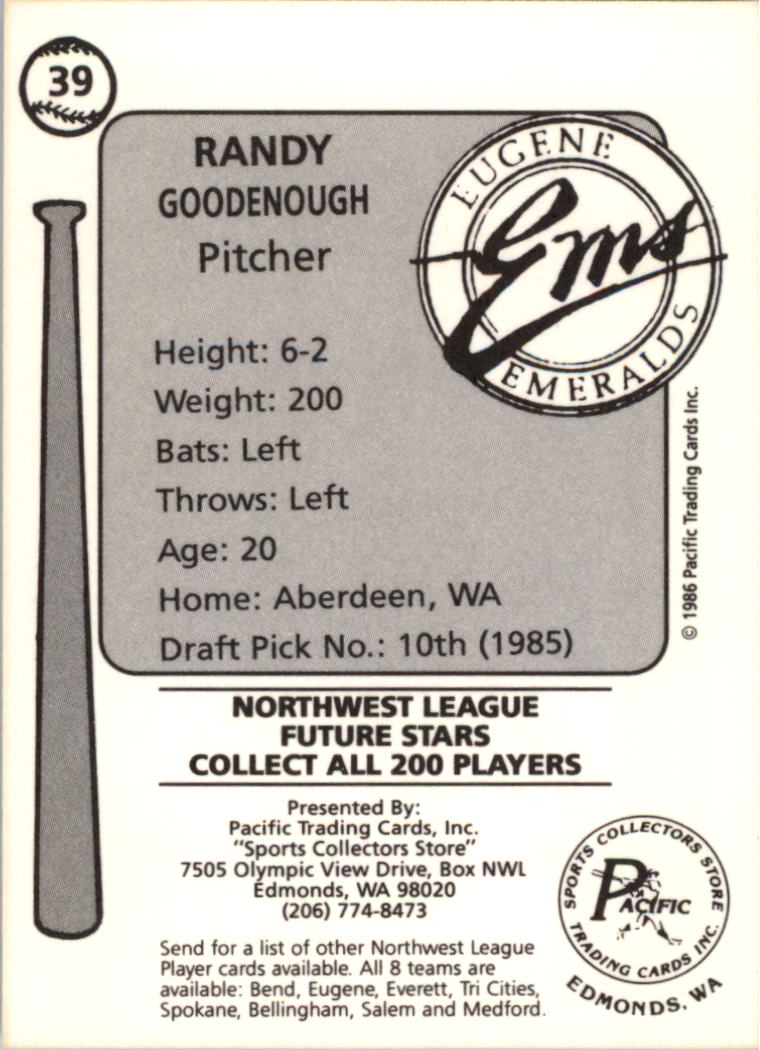 39
RANDY
GOODENOUGH
Pitcher
EUGENE
Ems
EMERALDS
Height: 6-2
Weight: 200
Bats: Left
Throws: Left
Age: 20
Home: Aberdeen, WA
Draft Pick No.: 10th (1985)
© 1986 Pacific Trading Cards Inc.
NORTHWEST LEAGUE
FUTURE STARS
COLLECT ALL 200 PLAYERS
Presented By:
Pacific Trading Cards, Inc.
"Sports Collectors Store"
7505 Olympic View Drive, Box NWL
Edmonds, WA 98020
(206) 774-8473
Send for a list of other Northwest League
Player cards available. All 8 teams are
available: Bend, Eugene, Everett, Tri Cities,
Spokane, Bellingham, Salem and Medford.
SPORTS COLLECTORS STORE
PACIFIC
TRADING CARDS INC.
EDMONDS, WA